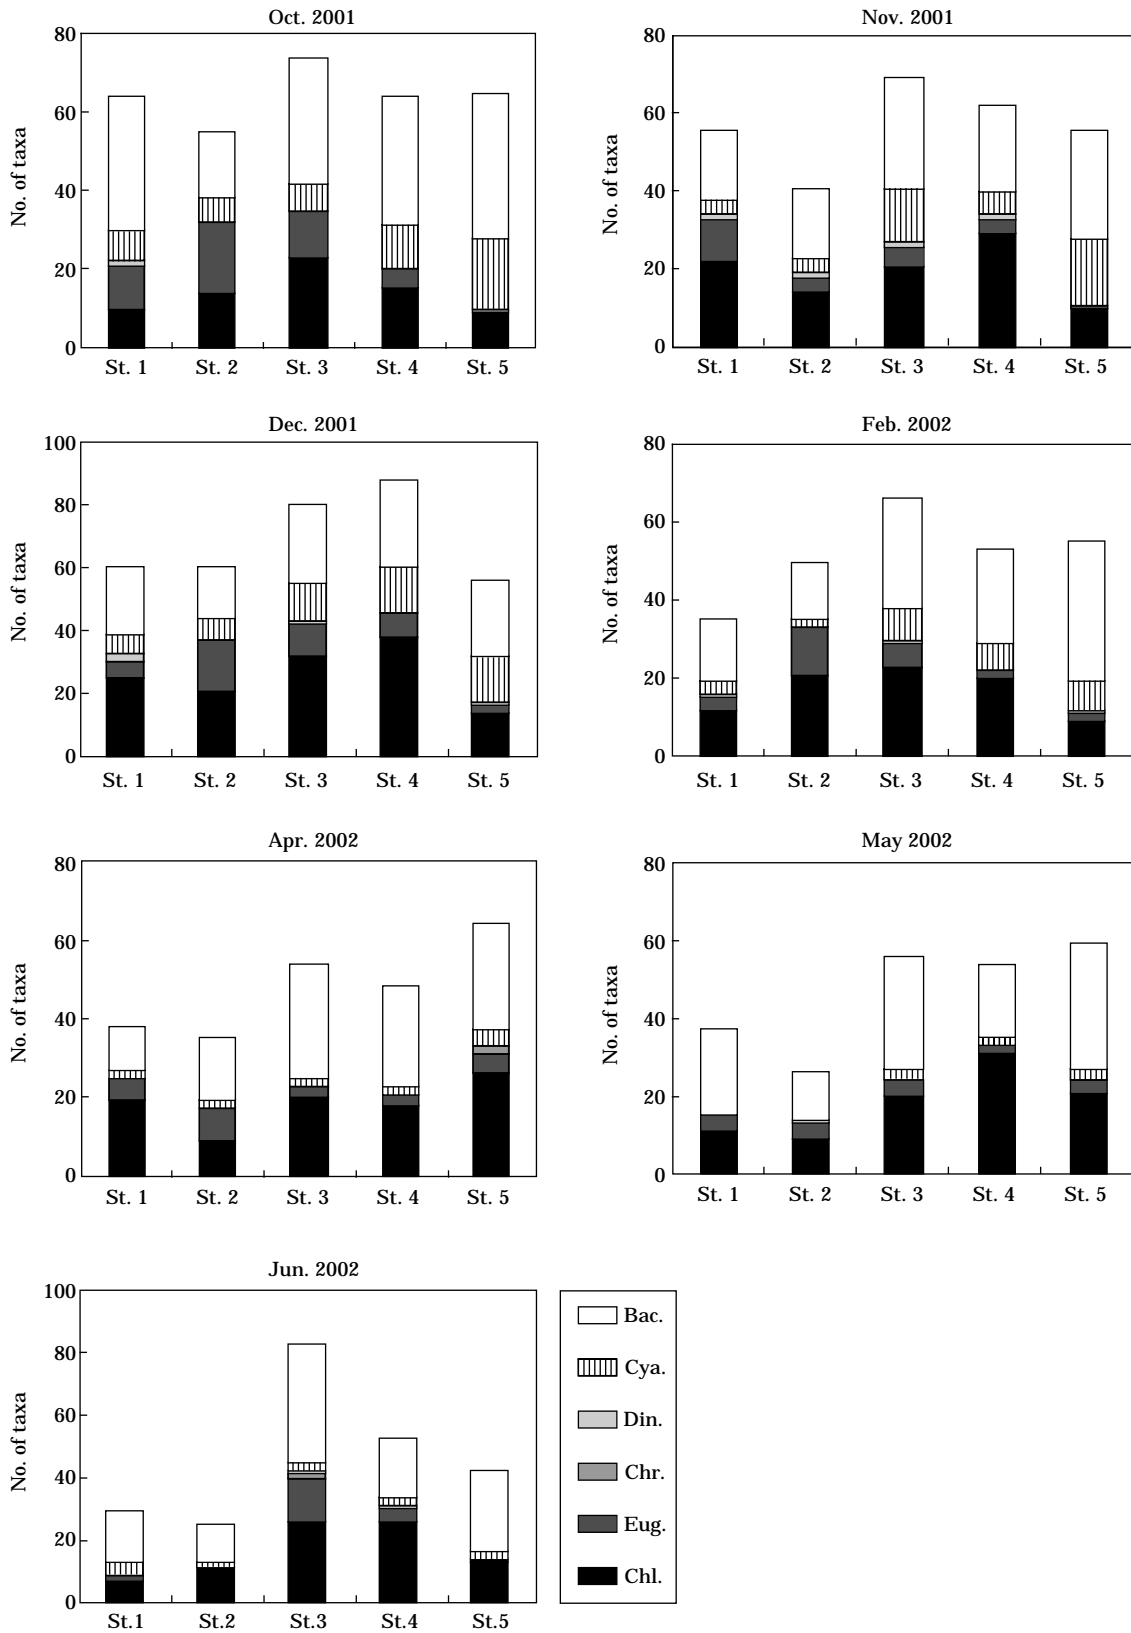 Oct. 2001
No. of taxa
80
60
40
20
0
St. 1 St. 2 St. 3 St. 4 St. 5
Nov. 2001
No. of taxa
80
60
40
20
0
St. 1 St. 2 St. 3 St. 4 St. 5
Dec. 2001
No. of taxa
100
80
60
40
20
0
St. 1 St. 2 St. 3 St. 4 St. 5
Feb. 2002
No. of taxa
80
60
40
20
0
St. 1 St. 2 St. 3 St. 4 St. 5
Apr. 2002
No. of taxa
80
60
40
20
0
St. 1 St. 2 St. 3 St. 4 St. 5
May 2002
No. of taxa
80
60
40
20
0
St. 1 St. 2 St. 3 St. 4 St. 5
Jun. 2002
No. of taxa
100
80
60
40
20
0
St.1 St.2 St.3 St.4 St.5
Bac.
Cya.
Din.
Chr.
Eug.
Chl.